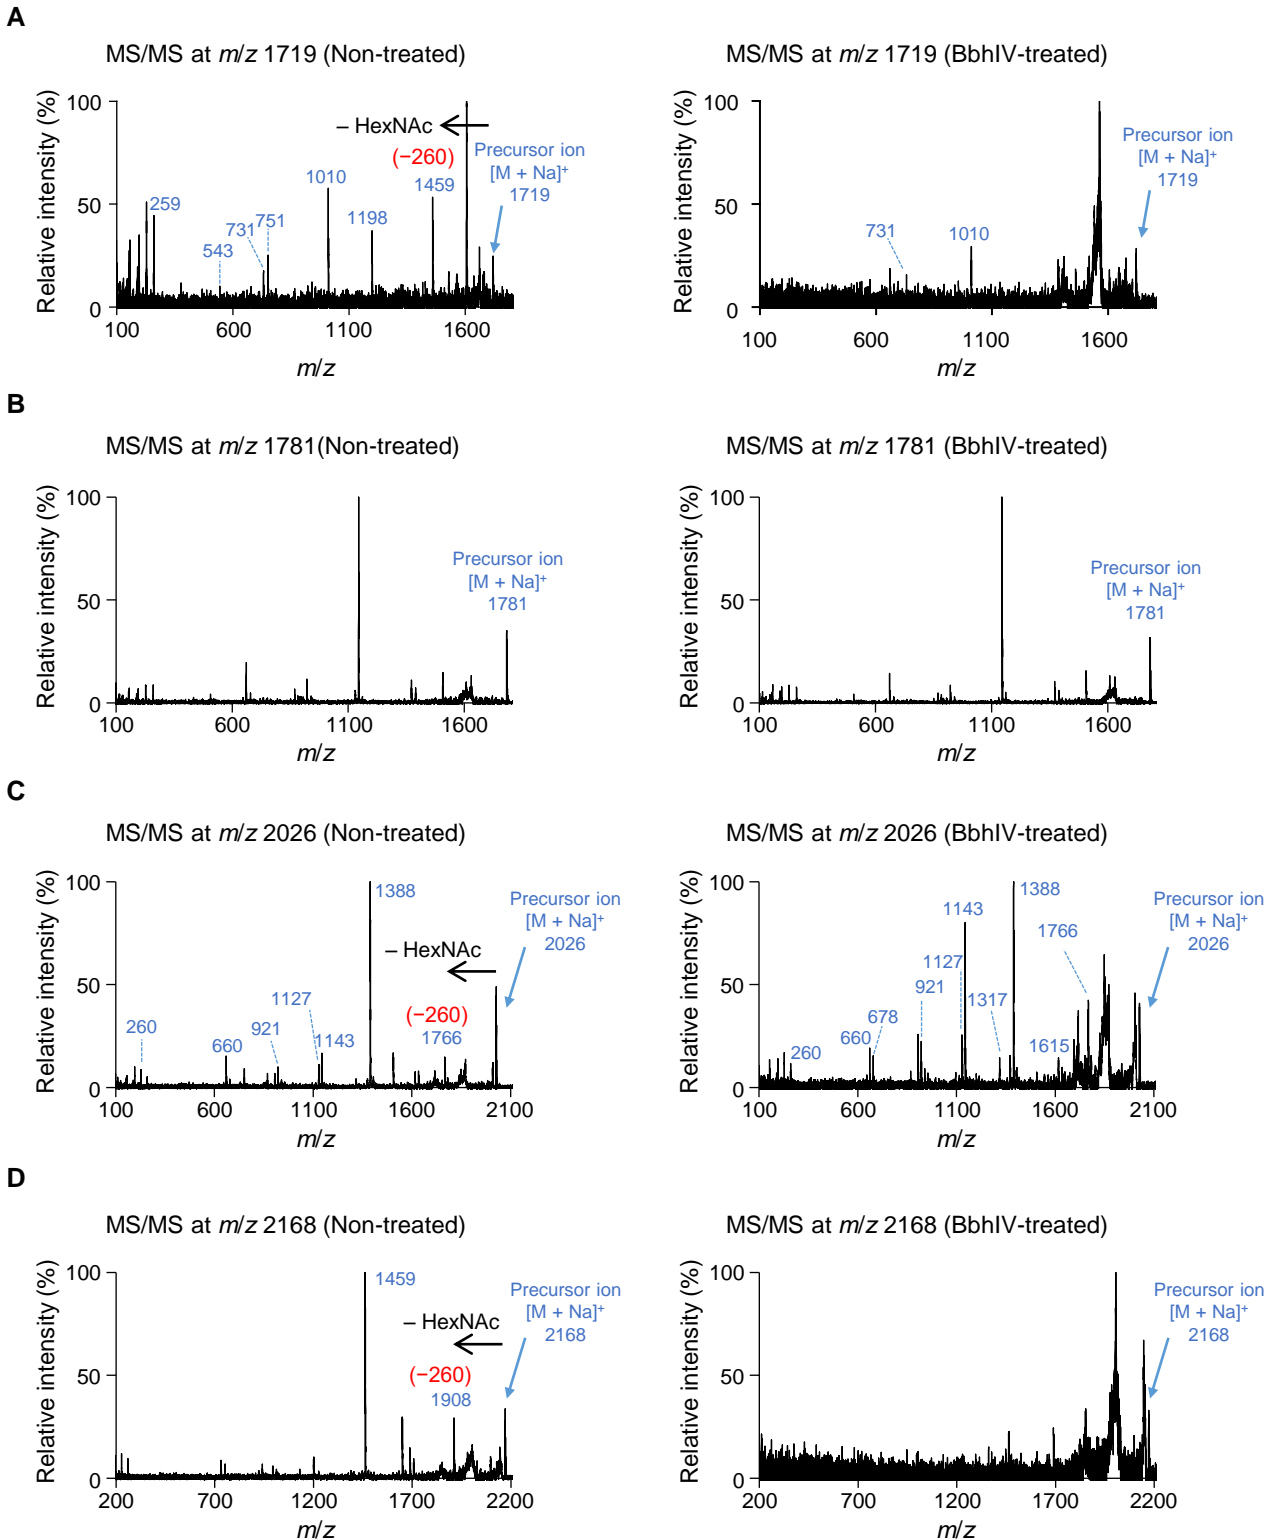 A
MS/MS at m/z 1719 (Non-treated)
Relative intensity (%)
100
50
0
– HexNAc
(−260)
Precursor ion
[M + Na]+
1719
259
543
731
751
1010
1198
1459
100
600
1100
1600
m/z
MS/MS at m/z 1719 (BbhIV-treated)
Relative intensity (%)
100
50
0
Precursor ion
[M + Na]+
1719
731
1010
100
600
1100
1600
m/z
B
MS/MS at m/z 1781(Non-treated)
Relative intensity (%)
100
50
0
Precursor ion
[M + Na]+
1781
100
600
1100
1600
m/z
MS/MS at m/z 1781 (BbhIV-treated)
Relative intensity (%)
100
50
0
Precursor ion
[M + Na]+
1781
100
600
1100
1600
m/z
C
MS/MS at m/z 2026 (Non-treated)
Relative intensity (%)
100
50
0
1388
– HexNAc
(−260)
1766
Precursor ion
[M + Na]+
2026
260
660
921
1127
1143
100
600
1100
1600
2100
m/z
MS/MS at m/z 2026 (BbhIV-treated)
Relative intensity (%)
100
50
0
1388
1143
1766
1127
921
1317
678
660
1615
260
Precursor ion
[M + Na]+
2026
100
600
1100
1600
2100
m/z
D
MS/MS at m/z 2168 (Non-treated)
Relative intensity (%)
100
50
0
1459
– HexNAc
(−260)
1908
Precursor ion
[M + Na]+
2168
200
700
1200
1700
2200
m/z
MS/MS at m/z 2168 (BbhIV-treated)
Relative intensity (%)
100
50
0
Precursor ion
[M + Na]+
2168
200
700
1200
1700
2200
m/z